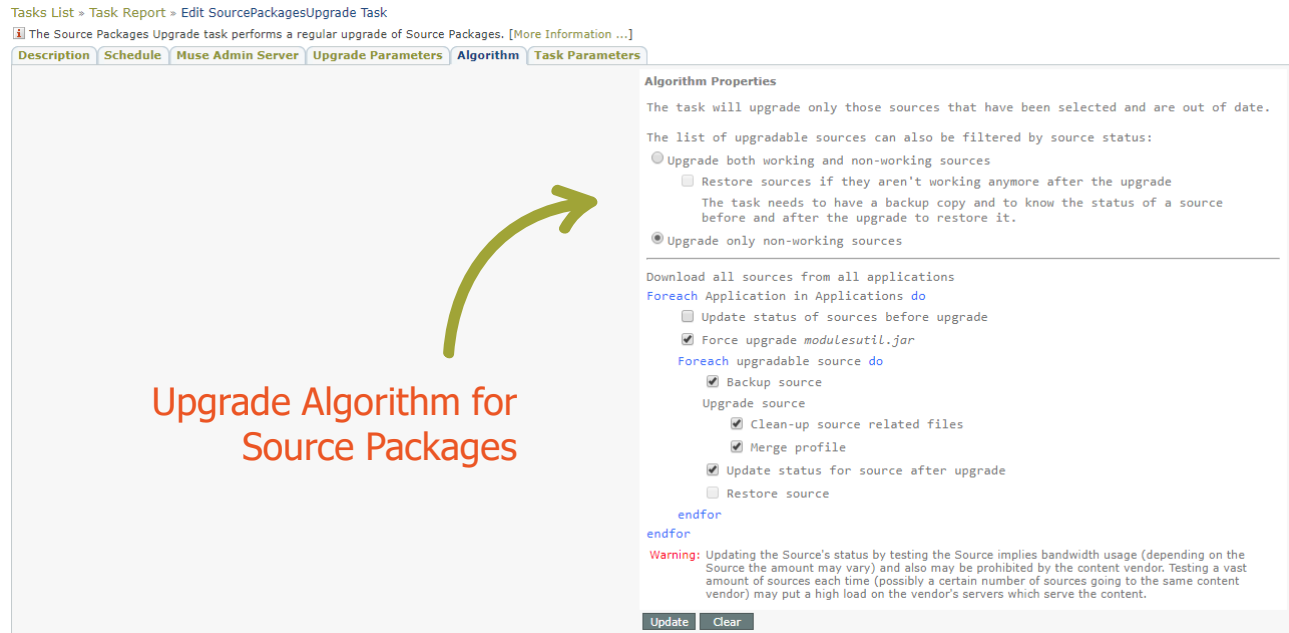 Tasks List » Task Report » Edit SourcePackagesUpgrade Task
The Source Packages Upgrade task performs a regular upgrade of Source Packages. [More Information ...]
Description Schedule Muse Admin Server Upgrade Parameters Algorithm Task Parameters
Algorithm Properties
The task will upgrade only those sources that have been selected and are out of date.
The list of upgradable sources can also be filtered by source status:
Upgrade both working and non-working sources
Restore sources if they aren't working anymore after the upgrade
The task needs to have a backup copy and to know the status of a source
before and after the upgrade to restore it.
Upgrade only non-working sources
Download all sources from all applications
Foreach Application in Applications do
Update status of sources before upgrade
Force upgrade modulesutil.jar
Foreach upgradable source do
Backup source
Upgrade source
Clean-up source related files
Merge profile
Update status for source after upgrade
Restore source
endfor
endfor
Warning: Updating the Source's status by testing the Source implies bandwidth usage (depending on the
Source the amount may vary) and also may be prohibited by the content vendor. Testing a vast
amount of sources each time (possibly a certain number of sources going to the same content
vendor) may put a high load on the vendor's servers which serve the content.
Update Clear
Upgrade Algorithm for
Source Packages